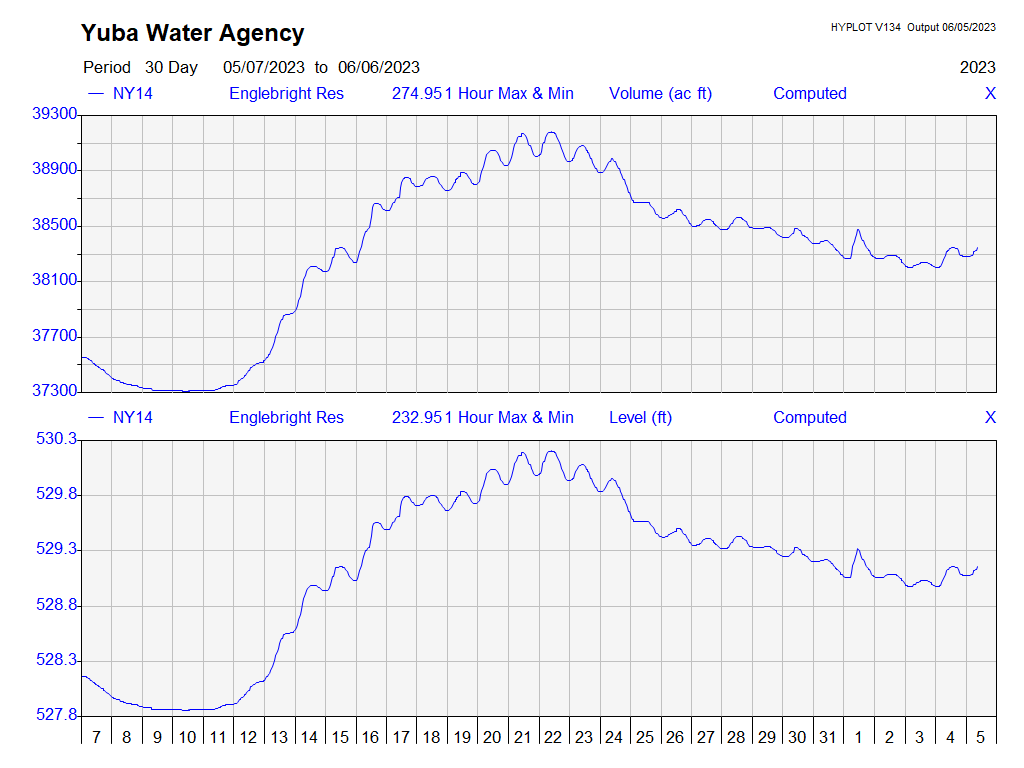 Yuba Water Agency
HYPLOT V134 Output 06/05/2023
Period 30 Day 05/07/2023 to 06/06/2023 2023
NY14 Englebright Res 274.951 Hour Max & Min Volume (ac ft) Computed X
39300
38900
38500
38100
37700
37300
NY14 Englebright Res 232.951 Hour Max & Min Level (ft) Computed X
530.3
529.8
529.3
528.8
528.3
527.8
7 8 9 10 11 12 13 14 15 16 17 18 19 20 21 22 23 24 25 26 27 28 29 30 31 1 2 3 4 5